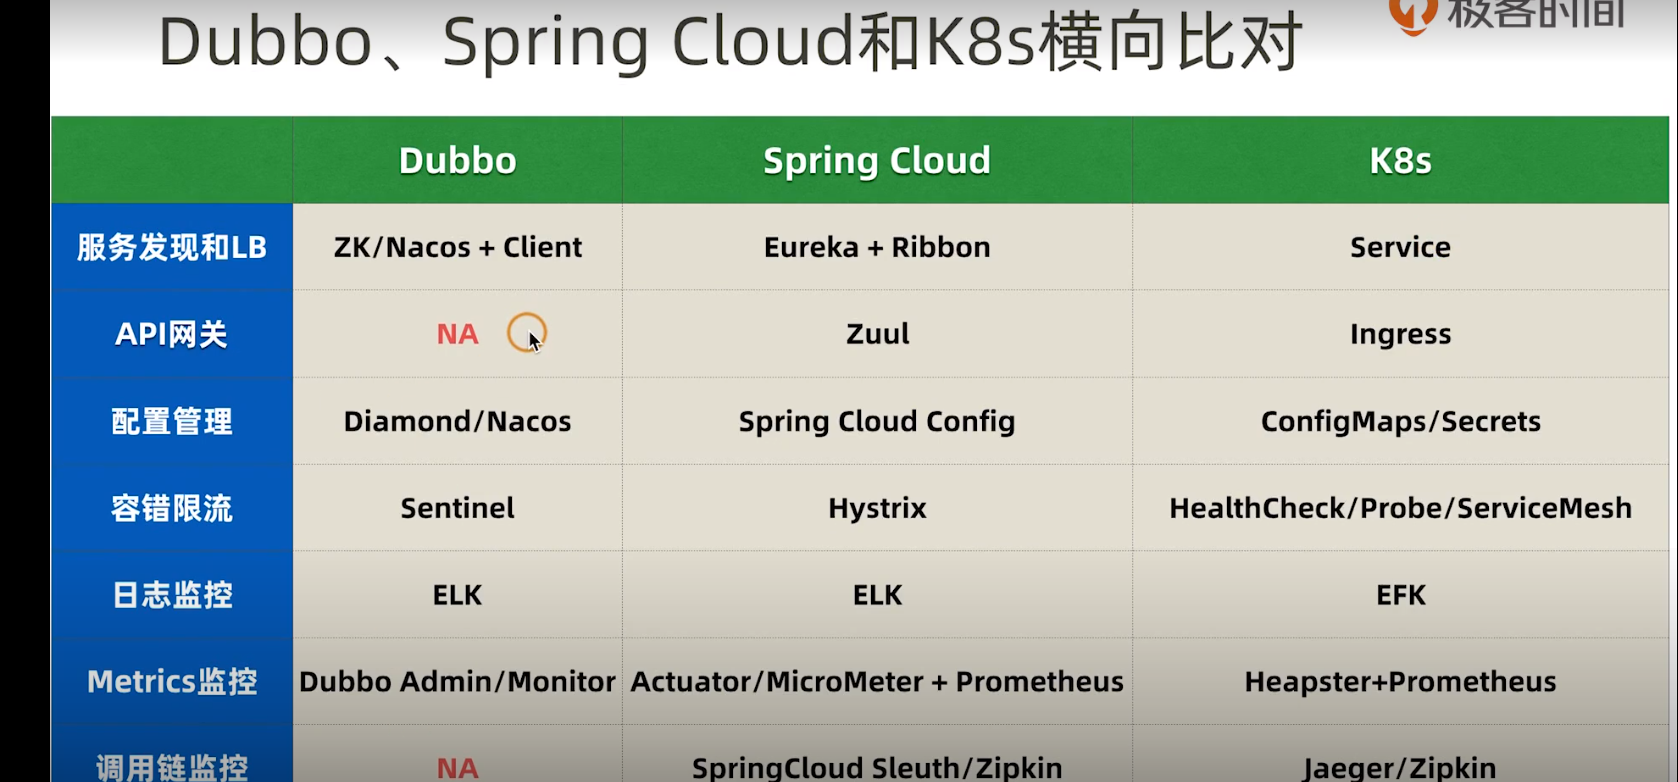 极客时间
Dubbo、Spring Cloud和K8s横向比对
Dubbo Spring Cloud K8s
服务发现和LB ZK/Nacos + Client Eureka + Ribbon Service
API网关 NA Zuul Ingress
配置管理 Diamond/Nacos Spring Cloud Config ConfigMaps/Secrets
容错限流 Sentinel Hystrix HealthCheck/Probe/ServiceMesh
日志监控 ELK ELK EFK
Metrics监控 Dubbo Admin/Monitor Actuator/MicroMeter + Prometheus Heapster+Prometheus
调用链监控 NA SpringCloud Sleuth/Zipkin Jaeger/Zipkin